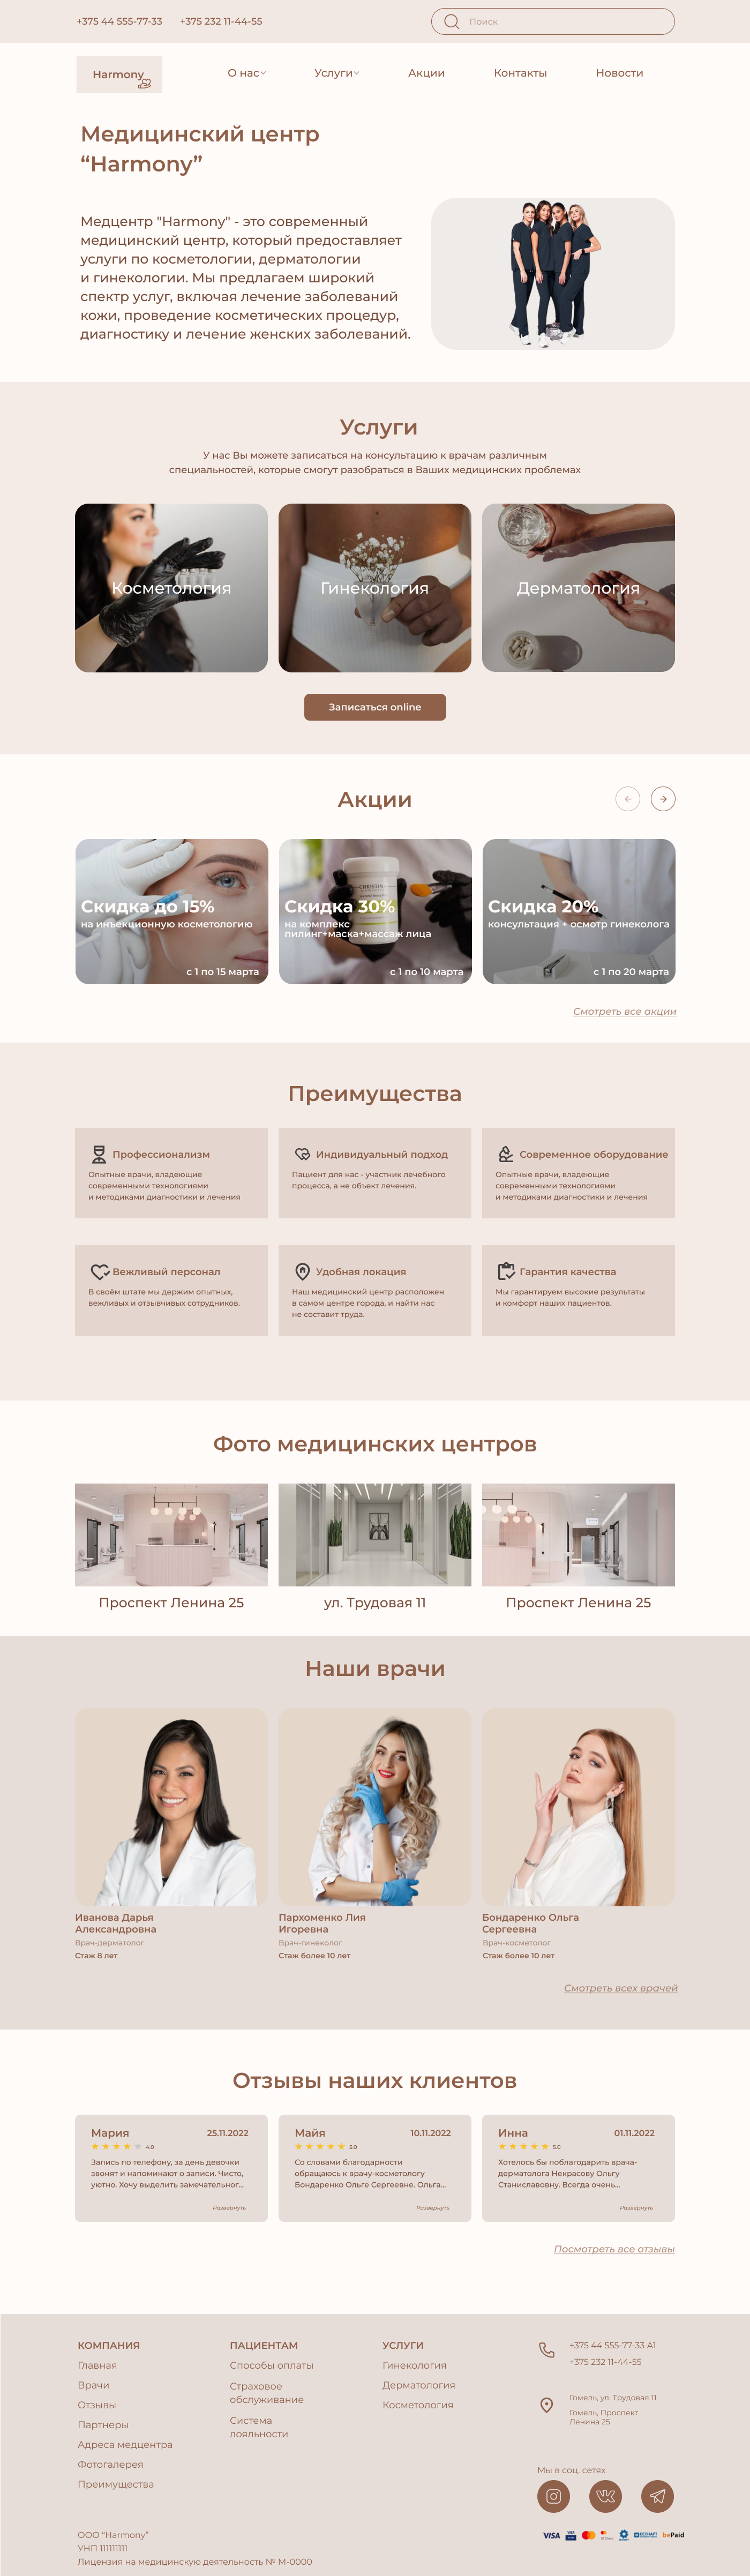 +375 44 555-77-33 +375 232 11-44-55 Поиск
Harmony О нас Услуги Акции Контакты Новости
Медицинский центр
“Harmony”
Медцентр "Harmony" - это современный
медицинский центр, который предоставляет
услуги по косметологии, дерматологии
и гинекологии. Мы предлагаем широкий
спектр услуг, включая лечение заболеваний
кожи, проведение косметических процедур,
диагностику и лечение женских заболеваний.
Услуги
У нас Вы можете записаться на консультацию к врачам различным
специальностей, которые смогут разобраться в Ваших медицинских проблемах
Косметология
Гинекология
Дерматология
Записаться online
Акции
Скидка до 15%
на инъекционную косметологию
с 1 по 15 марта
Скидка 30%
на комплекс
пилинг+маска+массаж лица
с 1 по 10 марта
Скидка 20%
консультация + осмотр гинеколога
с 1 по 20 марта
Смотреть все акции
Преимущества
Профессионализм
Опытные врачи, владеющие
современными технологиями
и методиками диагностики и лечения
Индивидуальный подход
Пациент для нас - участник лечебного
процесса, а не объект лечения.
Современное оборудование
Опытные врачи, владеющие
современными технологиями
и методиками диагностики и лечения
Вежливый персонал
В своём штате мы держим опытных,
вежливых и отзывчивых сотрудников.
Удобная локация
Наш медицинский центр расположен
в самом центре города, и найти нас
не составит труда.
Гарантия качества
Мы гарантируем высокие результаты
и комфорт наших пациентов.
Фото медицинских центров
Проспект Ленина 25
ул. Трудовая 11
Проспект Ленина 25
Наши врачи
Иванова Дарья
Александровна
Врач-дерматолог
Стаж 8 лет
Пархоменко Лия
Игоревна
Врач-гинеколог
Стаж более 10 лет
Бондаренко Ольга
Сергеевна
Врач-косметолог
Стаж более 10 лет
Смотреть всех врачей
Отзывы наших клиентов
Мария 25.11.2022
4.0
Запись по телефону, за день девочки
звонят и напоминают о записи. Чисто,
уютно. Хочу выделить замечательног...
Развернуть
Майя 10.11.2022
5.0
Со словами благодарности
обращаюсь к врачу-косметологу
Бондаренко Ольге Сергеевне. Ольга...
Развернуть
Инна 01.11.2022
5.0
Хотелось бы поблагодарить врача-
дерматолога Некрасову Ольгу
Станиславовну. Всегда очень...
Развернуть
Посмотреть все отзывы
КОМПАНИЯ
Главная
Врачи
Отзывы
Партнеры
Адреса медцентра
Фотогалерея
Преимущества
ПАЦИЕНТАМ
Способы оплаты
Страховое
обслуживание
Система
лояльности
УСЛУГИ
Гинекология
Дерматология
Косметология
+375 44 555-77-33 А1
+375 232 11-44-55
Гомель, ул. Трудовая 11
Гомель, Проспект
Ленина 25
Мы в соц. сетях
VISA VISA БЕЛКАРТ bePaid
ООО “Harmony”
УНП 111111111
Лицензия на медицинскую деятельность № М-0000